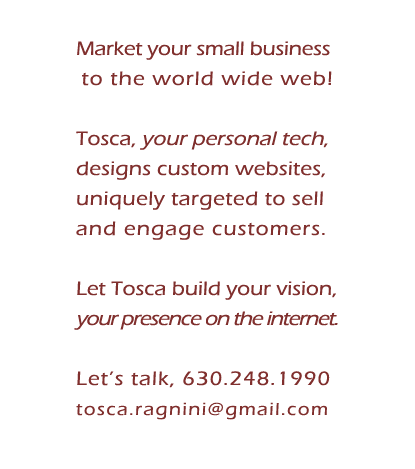 Market your small business
to the world wide web!
Tosca, your personal tech,
designs custom websites,
uniquely targeted to sell
and engage customers.
Let Tosca build your vision,
your presence on the internet.
Let's talk, 630.248.1990
tosca.ragnini@gmail.com